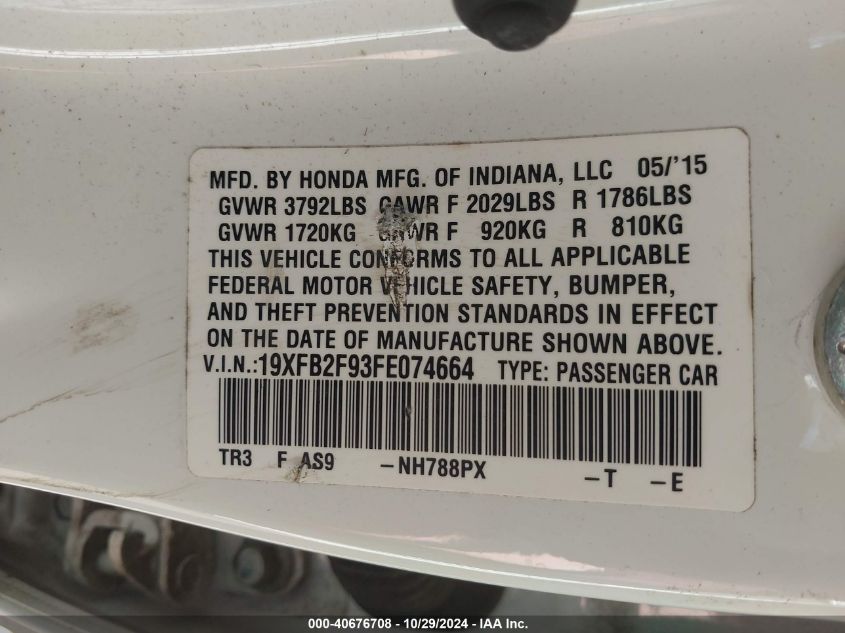 MFD. BY HONDA MFG. OF INDIANA, LLC 05/'15
GVWR 3792LBS GAWR F 2029LBS R 1786LBS
GVWR 1720KG GAWR F 920KG R 810KG
THIS VEHICLE CONFORMS TO ALL APPLICABLE
FEDERAL MOTOR VEHICLE SAFETY, BUMPER,
AND THEFT PREVENTION STANDARDS IN EFFECT
ON THE DATE OF MANUFACTURE SHOWN ABOVE.
V.I.N.:19XFB2F93FE074664 TYPE: PASSENGER CAR
TR3 F AS9 –NH788PX –T –E
000-40676708 - 10/29/2024 - IAA Inc.